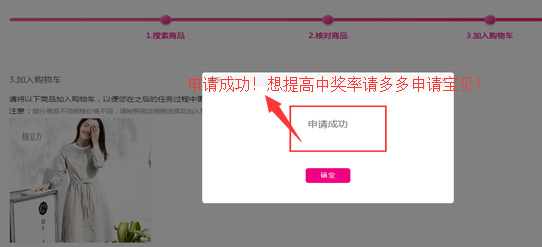 1.搜索商品
2.核对商品
3.加入购物
3.加入购物车
申请成功！想提高中奖率请多多申请宝贝！
请将以下商品加入购物车，以便您在之后的任务过程中更
注意：
申请成功
确定